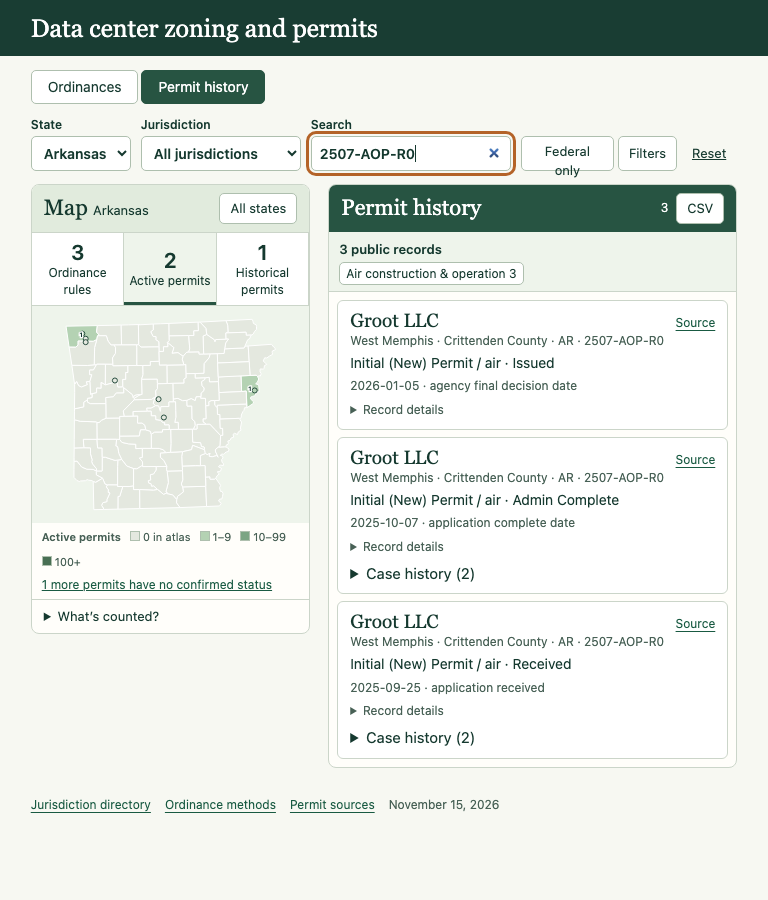 Data center zoning and permits
Ordinances
Permit history
State
Jurisdiction
Search
Arkansas
All jurisdictions
2507-AOP-R0
Federal only
Filters
Reset
Map Arkansas
All states
3
Ordinance rules
2
Active permits
1
Historical permits
1
1
Active permits
0 in atlas
1–9
10–99
100+
1 more permits have no confirmed status
What's counted?
Permit history
3
CSV
3 public records
Air construction & operation 3
Groot LLC
Source
West Memphis · Crittenden County · AR · 2507-AOP-R0
Initial (New) Permit / air · Issued
2026-01-05 · agency final decision date
Record details
Groot LLC
Source
West Memphis · Crittenden County · AR · 2507-AOP-R0
Initial (New) Permit / air · Admin Complete
2025-10-07 · application complete date
Record details
Case history (2)
Groot LLC
Source
West Memphis · Crittenden County · AR · 2507-AOP-R0
Initial (New) Permit / air · Received
2025-09-25 · application received
Record details
Case history (2)
Jurisdiction directory
Ordinance methods
Permit sources
November 15, 2026